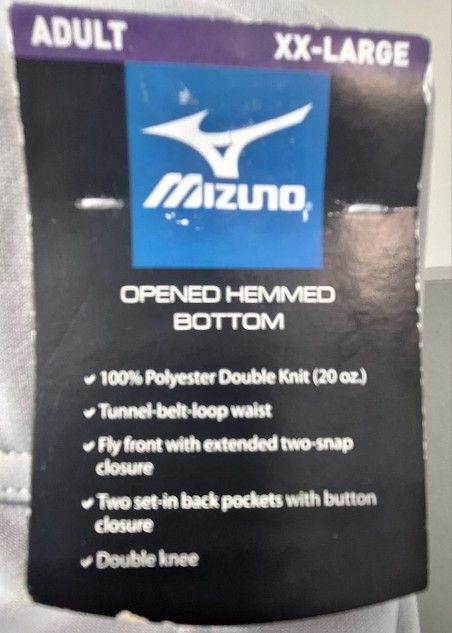 ADULT XX-LARGE
MIZUNO
OPENED HEMMED
BOTTOM
✓ 100% Polyester Double Knit (20 oz.)
✓ Tunnel-belt-loop waist
✓ Fly front with extended two-snap
closure
✓ Two set-in back pockets with button
closure
✓ Double knee